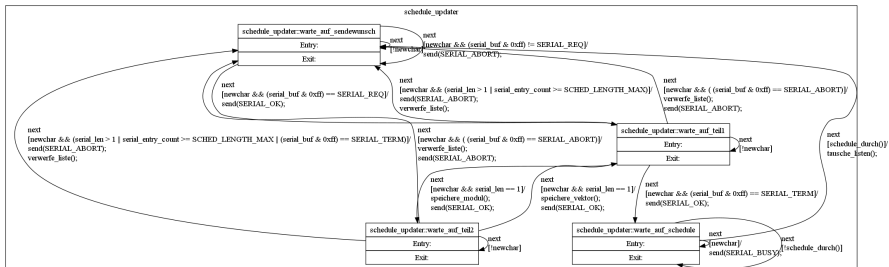 schedule_updater
schedule_updater::warte_auf_sendewunsch
Entry:
Exit:
next
[!newchar]
next
[newchar && (serial_buf & 0xff) != SERIAL_REQ]/
send(SERIAL_ABORT);
next
[newchar && (serial_buf & 0xff) == SERIAL_REQ]/
send(SERIAL_OK);
next
[newchar && (serial_len > 1 | serial_entry_count >= SCHED_LENGTH_MAX)]/
send(SERIAL_ABORT);
verwerfe_liste();
next
[newchar && ( (serial_buf & 0xff) == SERIAL_ABORT)]/
verwerfe_liste();
send(SERIAL_ABORT);
next
[newchar && (serial_len > 1 | serial_entry_count >= SCHED_LENGTH_MAX | (serial_buf & 0xff) == SERIAL_TERM)]/
send(SERIAL_ABORT);
verwerfe_liste();
next
[newchar && ( (serial_buf & 0xff) == SERIAL_ABORT)]/
verwerfe_liste();
send(SERIAL_ABORT);
schedule_updater::warte_auf_teil1
Entry:
Exit:
next
[!newchar]
next
[schedule_durch()]/
tausche_listen();
next
[newchar && serial_len == 1]/
speichere_modul();
send(SERIAL_OK);
next
[newchar && serial_len == 1]/
speichere_vektor();
send(SERIAL_OK);
next
[newchar && (serial_buf & 0xff) == SERIAL_TERM]/
send(SERIAL_OK);
schedule_updater::warte_auf_teil2
Entry:
Exit:
next
[!newchar]
schedule_updater::warte_auf_schedule
Entry:
Exit:
next
[newchar]/
send(SERIAL_BUSY);
next
[!schedule_durch()]